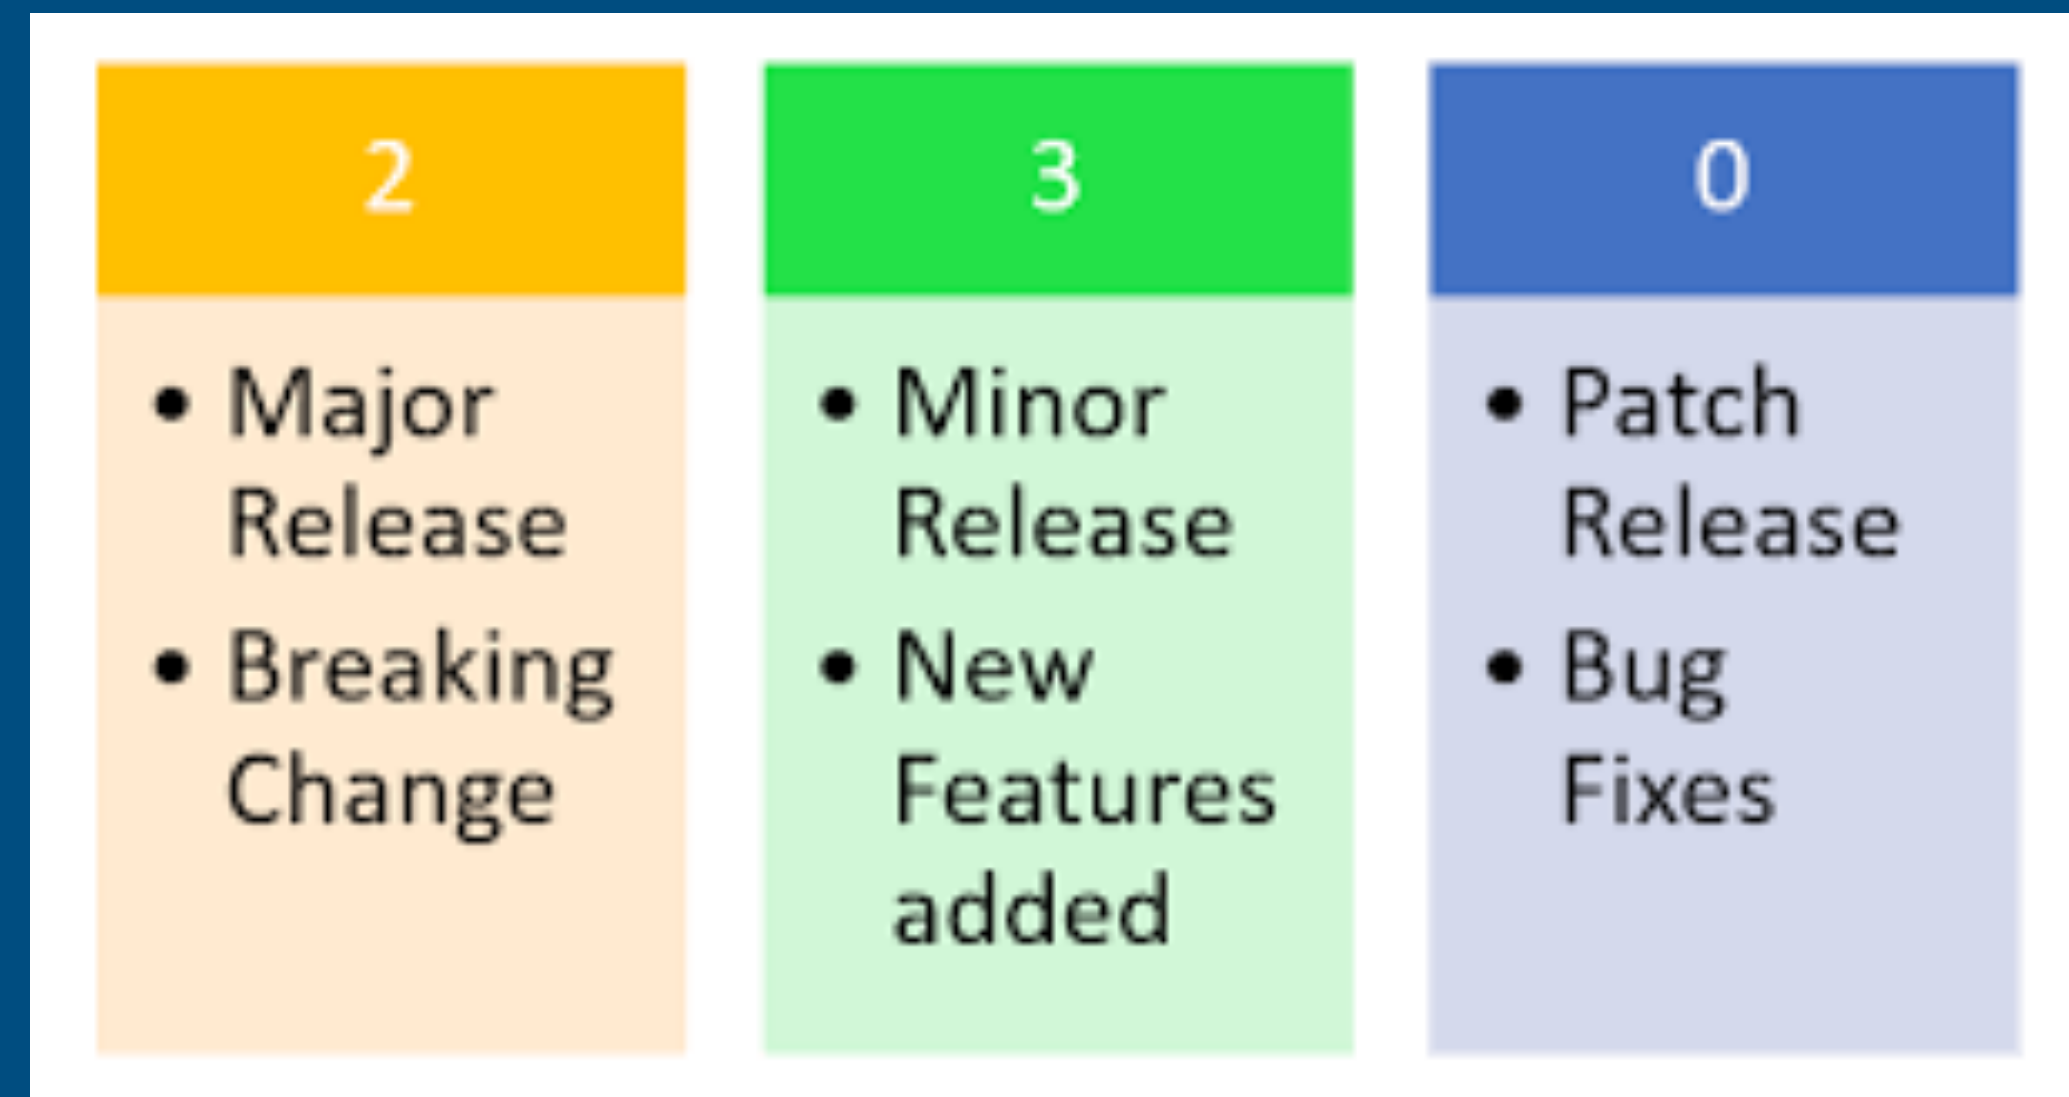 2
• Major
Release
• Breaking
Change
3
• Minor
Release
• New
Features
added
0
• Patch
Release
• Bug
Fixes